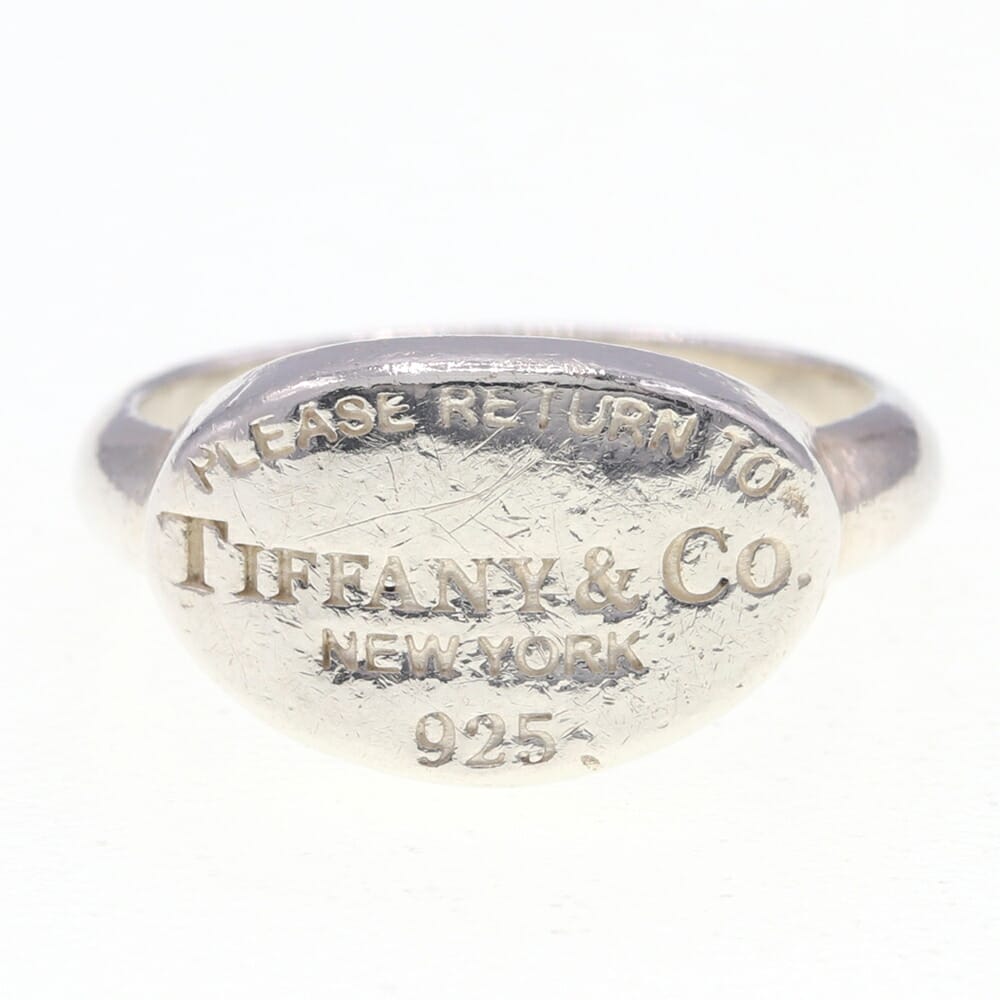 PLEASE RETURN TO
TIFFANY & CO.
NEW YORK
925